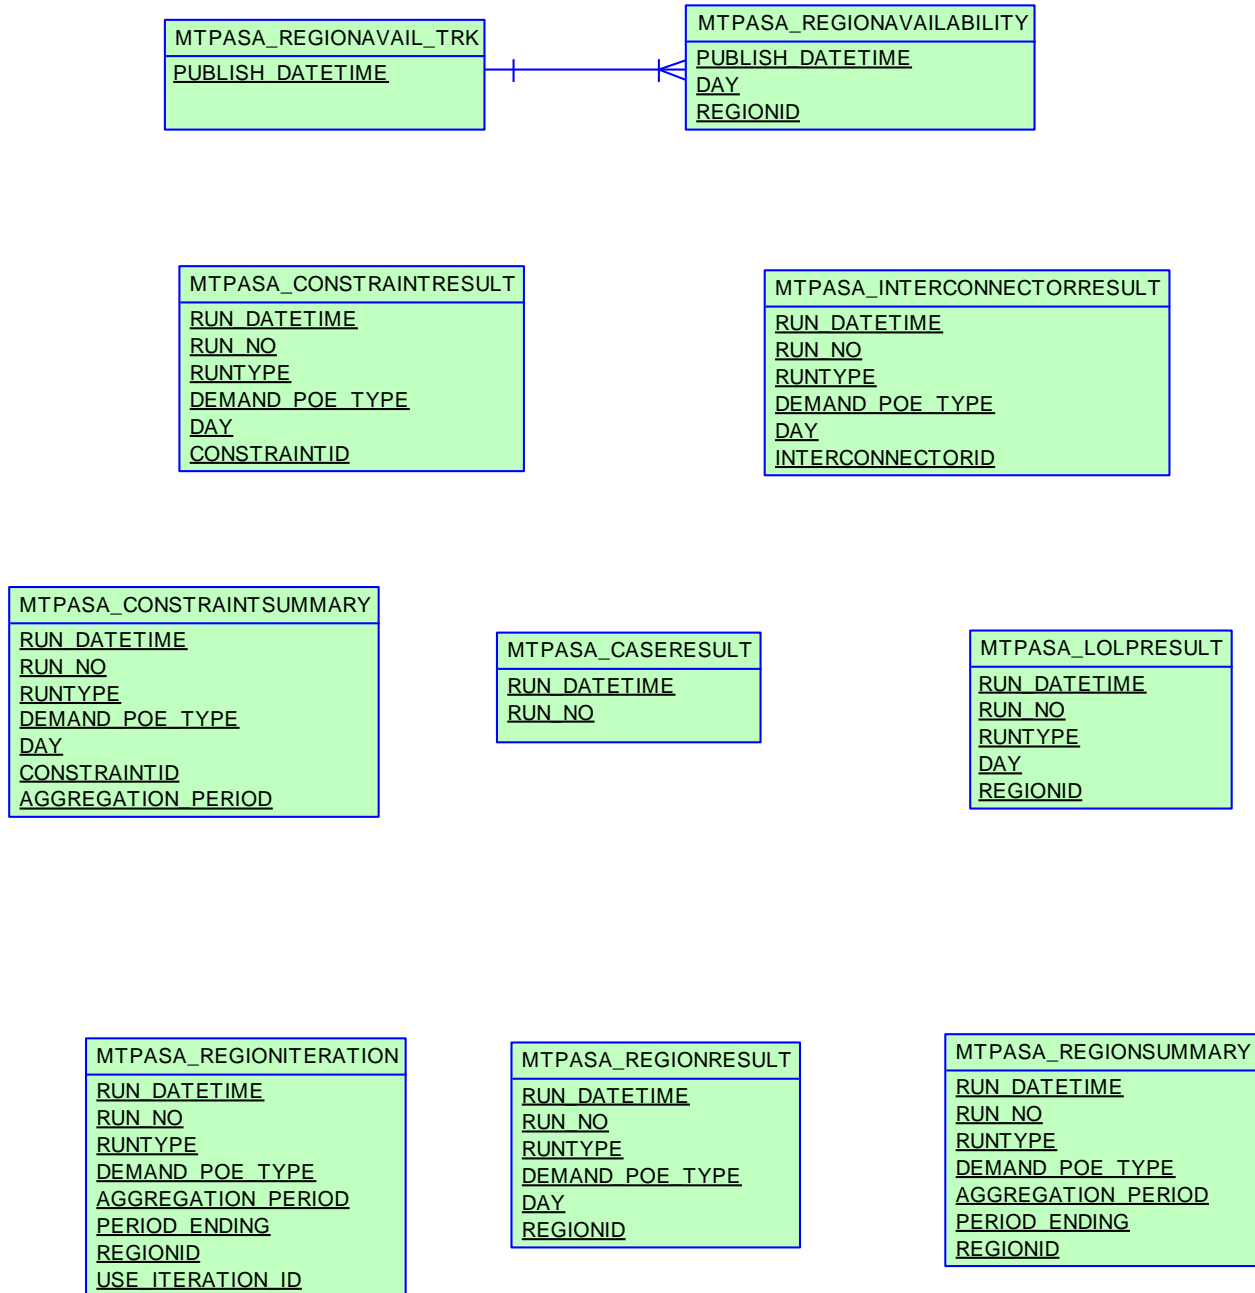 MTPASA_REGIONAVAIL_TRK
PUBLISH_DATETIME
MTPASA_REGIONAVAILABILITY
PUBLISH_DATETIME
DAY
REGIONID
MTPASA_CONSTRAINTRESULT
RUN_DATETIME
RUN_NO
RUNTYPE
DEMAND_POE_TYPE
DAY
CONSTRAINTID
MTPASA_INTERCONNECTORRESULT
RUN_DATETIME
RUN_NO
RUNTYPE
DEMAND_POE_TYPE
DAY
INTERCONNECTORID
MTPASA_CONSTRAINTSUMMARY
RUN_DATETIME
RUN_NO
RUNTYPE
DEMAND_POE_TYPE
DAY
CONSTRAINTID
AGGREGATION_PERIOD
MTPASA_CASERESULT
RUN_DATETIME
RUN_NO
MTPASA_LOLPRESULT
RUN_DATETIME
RUN_NO
RUNTYPE
DAY
REGIONID
MTPASA_REGIONITERATION
RUN_DATETIME
RUN_NO
RUNTYPE
DEMAND_POE_TYPE
AGGREGATION_PERIOD
PERIOD_ENDING
REGIONID
USE_ITERATION_ID
MTPASA_REGIONRESULT
RUN_DATETIME
RUN_NO
RUNTYPE
DEMAND_POE_TYPE
DAY
REGIONID
MTPASA_REGIONSUMMARY
RUN_DATETIME
RUN_NO
RUNTYPE
DEMAND_POE_TYPE
AGGREGATION_PERIOD
PERIOD_ENDING
REGIONID